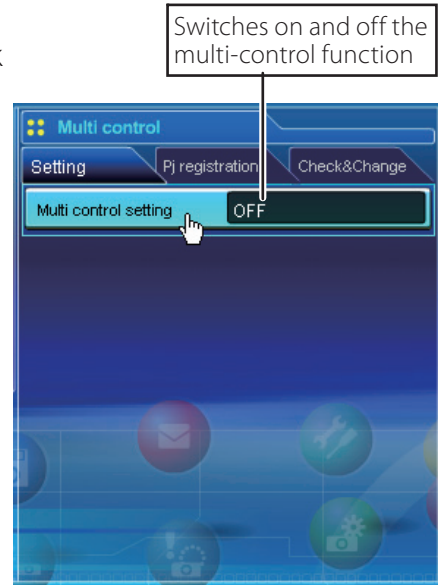 Switches on and off the
multi-control function
Multi control
Setting Pj registration Check&Change
Multi control setting OFF